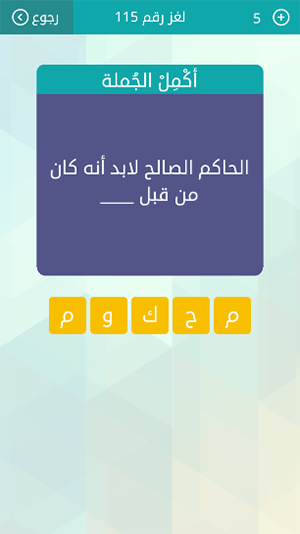 رجوع لغز رقم 115 5
أكْمِلْ الجُملة
الحاكم الصالح لابد أنه كان
من قبل ____
م ح ك و م